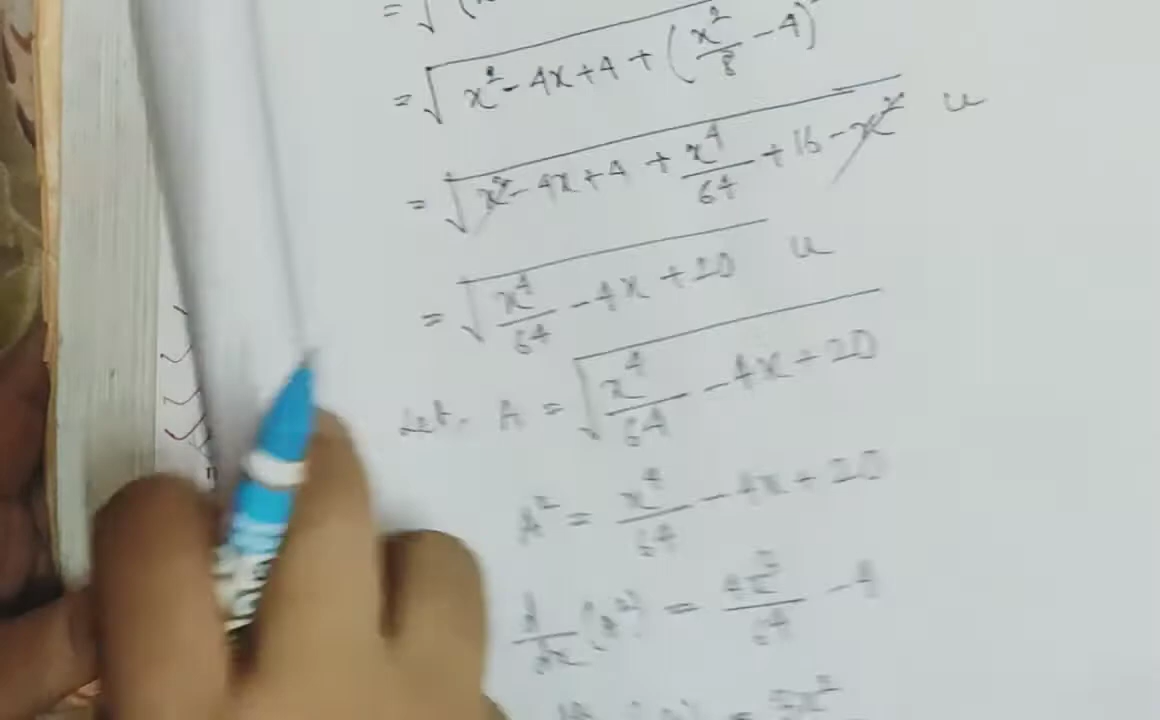 = √(x
= √x² - 4x + 4 + (x²/8 - 4)²
= √x² - 4x + 4 + x⁴/64 + 16 - x² u
= √x⁴/64 - 4x + 20 u
Let. A = √x⁴/64 - 4x + 20
A² = x⁴/64 - 4x + 20
d/dx (A²) = 4x³/64 - 4